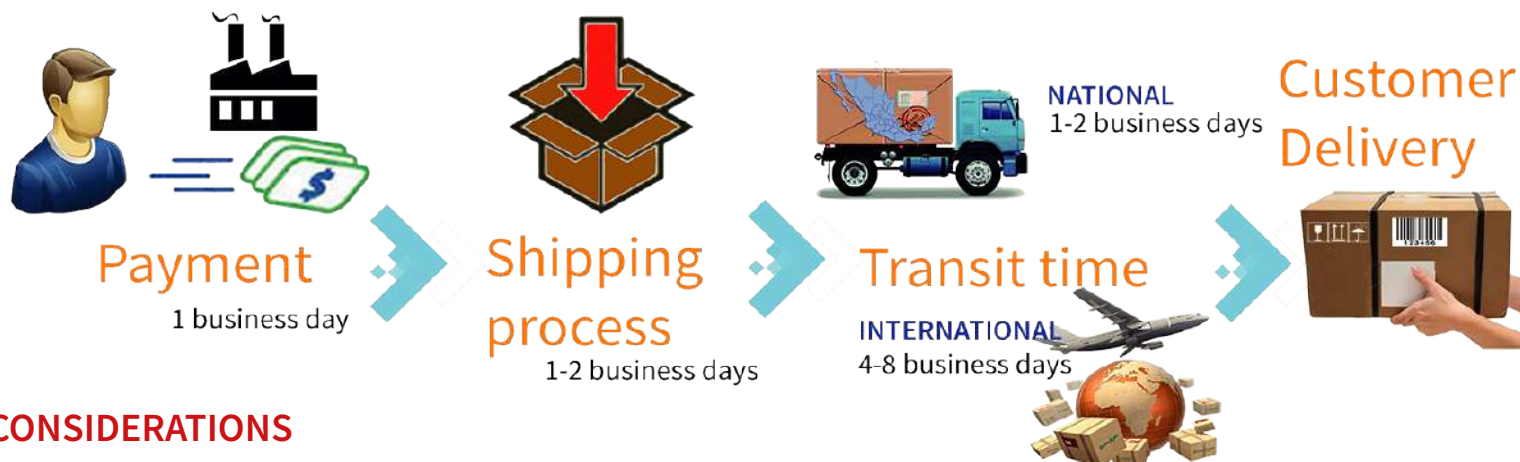 Payment
1 business day
Shipping
process
1-2 business days
NATIONAL
1-2 business days
Transit time
INTERNATIONAL
4-8 business days
Customer
Delivery
123456
CONSIDERATIONS